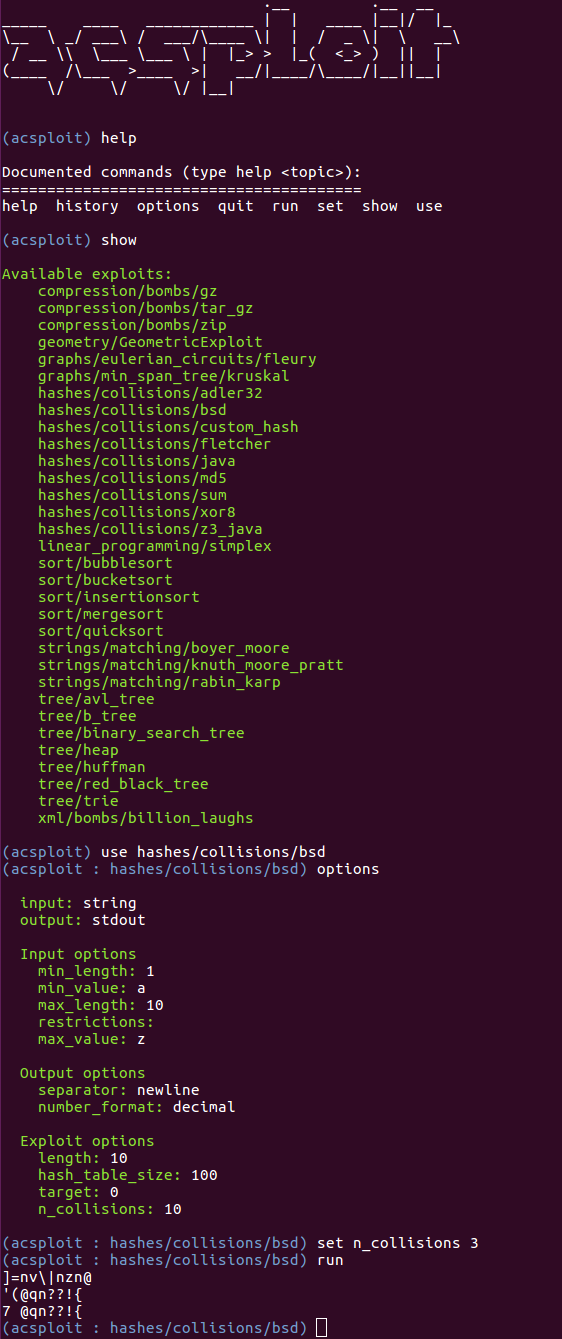 acsploit
(acsploit) help
Documented commands (type help <topic>):
========================================
help  history  options  quit  run  set  show  use
(acsploit) show
Available exploits:
    compression/bombs/gz
    compression/bombs/tar_gz
    compression/bombs/zip
    geometry/GeometricExploit
    graphs/eulerian_circuits/fleury
    graphs/min_span_tree/kruskal
    hashes/collisions/adler32
    hashes/collisions/bsd
    hashes/collisions/custom_hash
    hashes/collisions/fletcher
    hashes/collisions/java
    hashes/collisions/md5
    hashes/collisions/sum
    hashes/collisions/xor8
    hashes/collisions/z3_java
    linear_programming/simplex
    sort/bubblesort
    sort/bucketsort
    sort/insertionsort
    sort/mergesort
    sort/quicksort
    strings/matching/boyer_moore
    strings/matching/knuth_moore_pratt
    strings/matching/rabin_karp
    tree/avl_tree
    tree/b_tree
    tree/binary_search_tree
    tree/heap
    tree/huffman
    tree/red_black_tree
    tree/trie
    xml/bombs/billion_laughs
(acsploit) use hashes/collisions/bsd
(acsploit : hashes/collisions/bsd) options
  input: string
  output: stdout
  Input options
    min_length: 1
    min_value: a
    max_length: 10
    restrictions:
    max_value: z
  Output options
    separator: newline
    number_format: decimal
  Exploit options
    length: 10
    hash_table_size: 100
    target: 0
    n_collisions: 10
(acsploit : hashes/collisions/bsd) set n_collisions 3
(acsploit : hashes/collisions/bsd) run
]=nv\|nzn@
'(@qn??!{
7 @qn??!{
(acsploit : hashes/collisions/bsd)